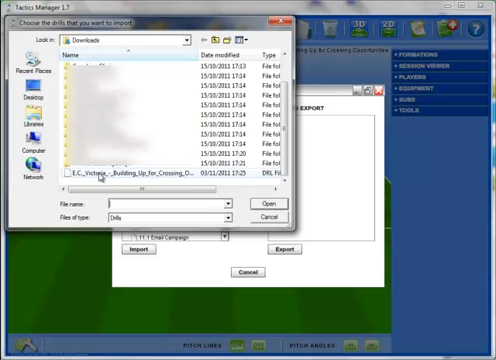 Tactics Manager 1.7
Choose the drills that you want to import
Look in:
Downloads
Name
Date modified
Type
15/10/2011 17:13
File fol
15/10/2011 17:14
File fol
15/10/2011 17:14
File fol
15/10/2011 17:14
File fol
15/10/2011 17:14
File fol
15/10/2011 17:14
File fol
15/10/2011 17:14
File fol
15/10/2011 17:20
File fol
15/10/2011 17:21
File fol
E.C._Victoria_-_Building_Up_for_Crossing_O...
03/11/2011 17:25
DRL Fil
Recent Places
Desktop
Libraries
Computer
Network
File name:
Open
Files of type:
Drills
Cancel
3D
2D
ing Up for Crossing Opportunities
O EXPORT
11.1 Email Campaign
Import
Export
Cancel
FORMATIONS
SESSION VIEWER
PLAYERS
EQUIPMENT
SUBS
TOOLS
PITCH LINES
ON
OFF
PITCH ANGLES